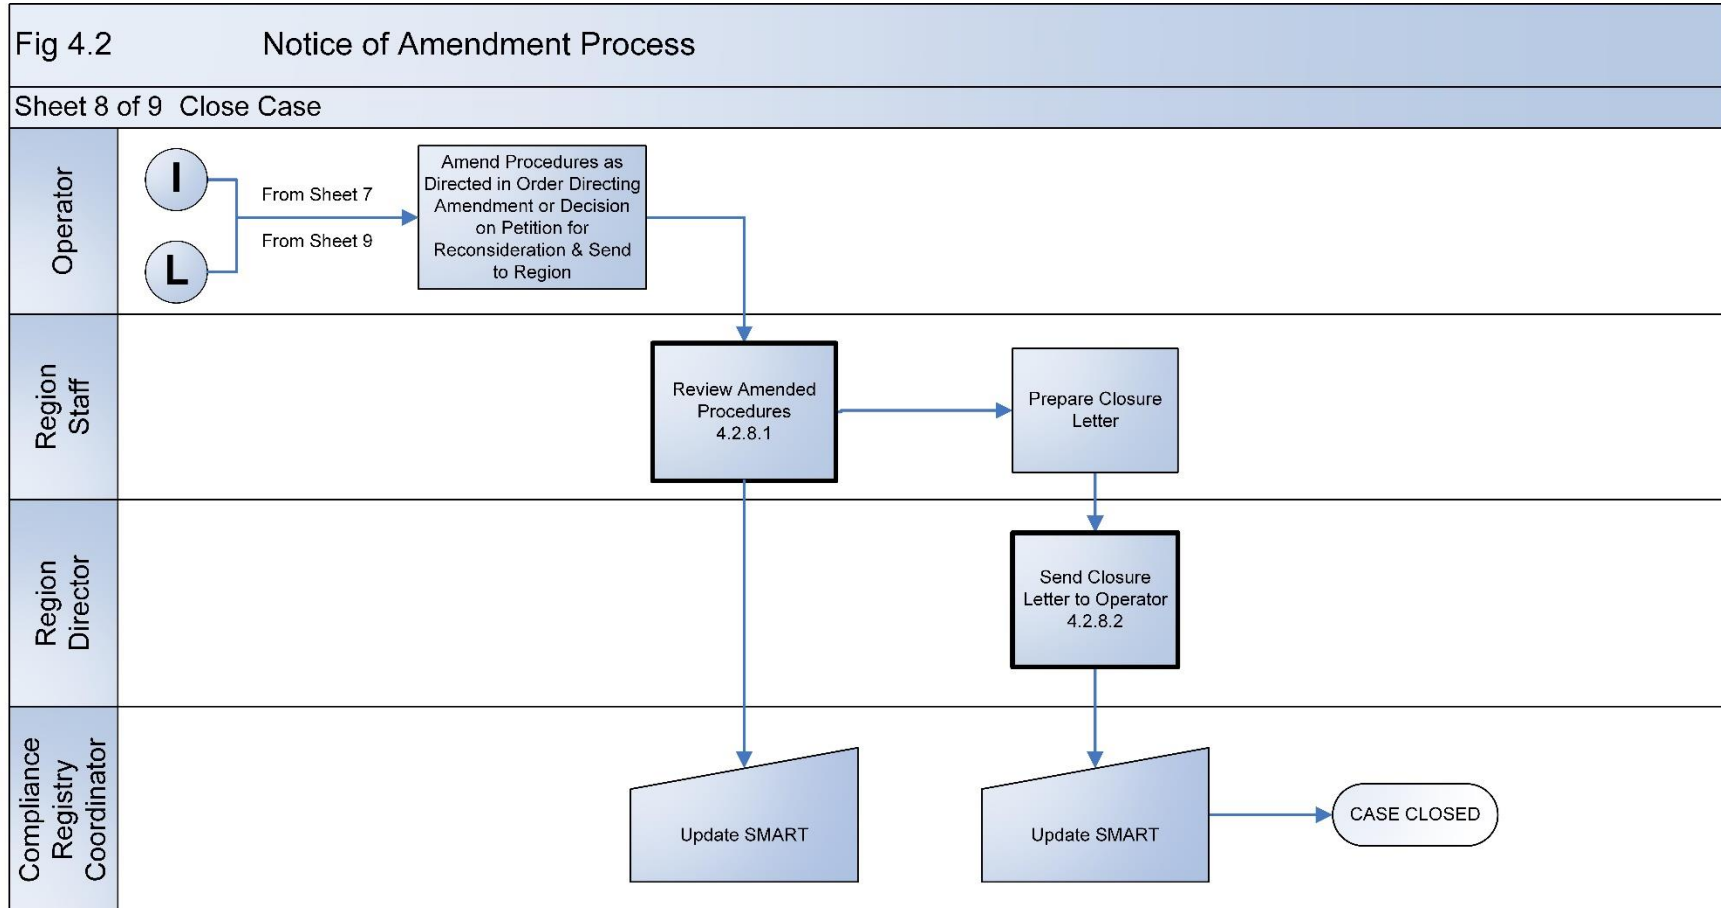 Fig 4.2 Notice of Amendment Process
Sheet 8 of 9 Close Case
Operator
I
From Sheet 7
From Sheet 9
L
Amend Procedures as
Directed in Order Directing
Amendment or Decision
on Petition for
Reconsideration & Send
to Region
Region
Staff
Review Amended
Procedures
4.2.8.1
Prepare Closure
Letter
Region
Director
Send Closure
Letter to Operator
4.2.8.2
Compliance
Registry
Coordinator
Update SMART
Update SMART
CASE CLOSED